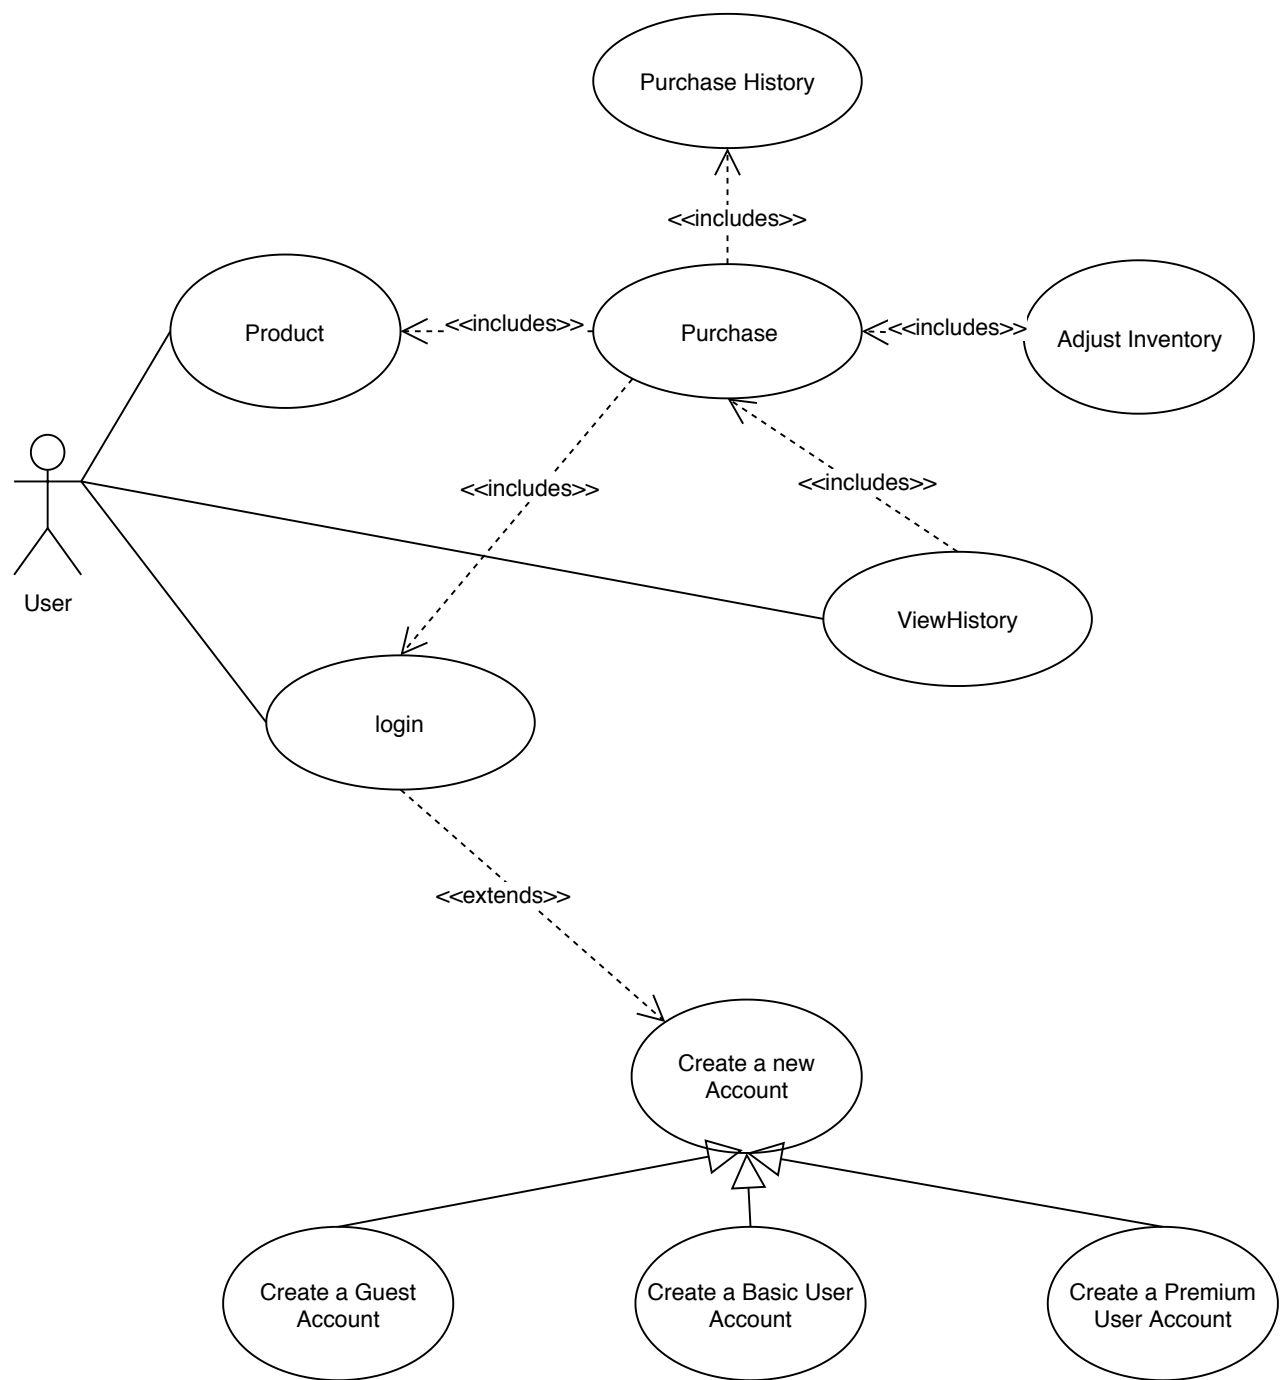 Purchase History
<<includes>>
Product
<<includes>>
Purchase
<<includes>>
Adjust Inventory
<<includes>>
<<includes>>
User
ViewHistory
login
<<extends>>
Create a new
Account
Create a Guest
Account
Create a Basic User
Account
Create a Premium
User Account